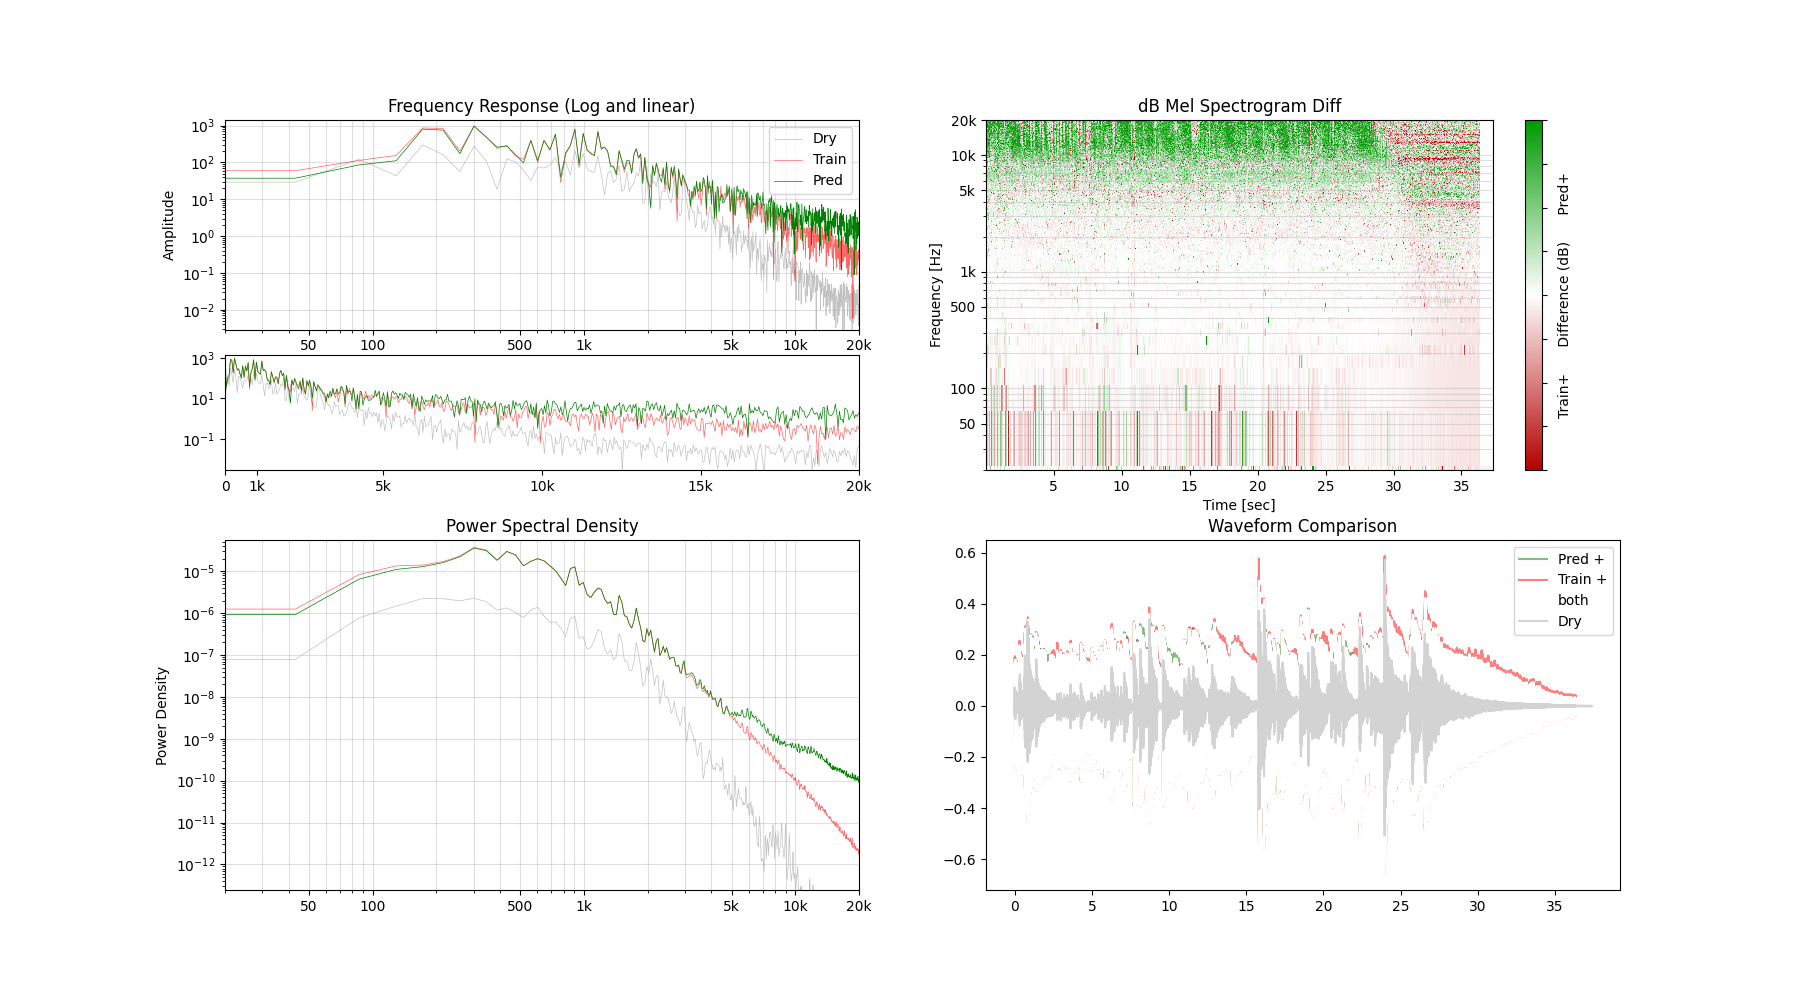 Frequency Response (Log and linear)
Amplitude
10³
10²
10¹
10⁰
10⁻¹
10⁻²
Dry
Train
Pred
50 100 500 1k 5k 10k 20k
10³
10¹
10⁻¹
0 1k 5k 10k 15k 20k
dB Mel Spectrogram Diff
Frequency [Hz]
20k
10k
5k
1k
500
100
50
5 10 15 20 25 30 35
Time [sec]
Train+ Difference (dB) Pred+
Power Spectral Density
Power Density
10⁻⁵
10⁻⁶
10⁻⁷
10⁻⁸
10⁻⁹
10⁻¹⁰
10⁻¹¹
10⁻¹²
50 100 500 1k 5k 10k 20k
Waveform Comparison
0.6
0.4
0.2
0.0
−0.2
−0.4
−0.6
Pred +
Train +
both
Dry
0 5 10 15 20 25 30 35